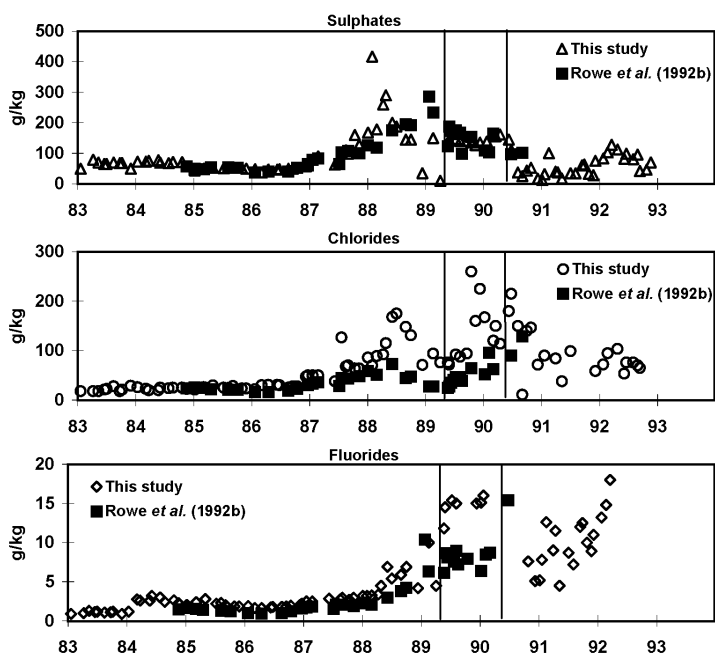 Sulphates
500
400
300
200
100
0
g/kg
This study
Rowe et al. (1992b)
83 84 85 86 87 88 89 90 91 92 93
Chlorides
300
200
100
0
g/kg
This study
Rowe et al. (1992b)
83 84 85 86 87 88 89 90 91 92 93
Fluorides
20
15
10
5
0
g/kg
This study
Rowe et al. (1992b)
83 84 85 86 87 88 89 90 91 92 93